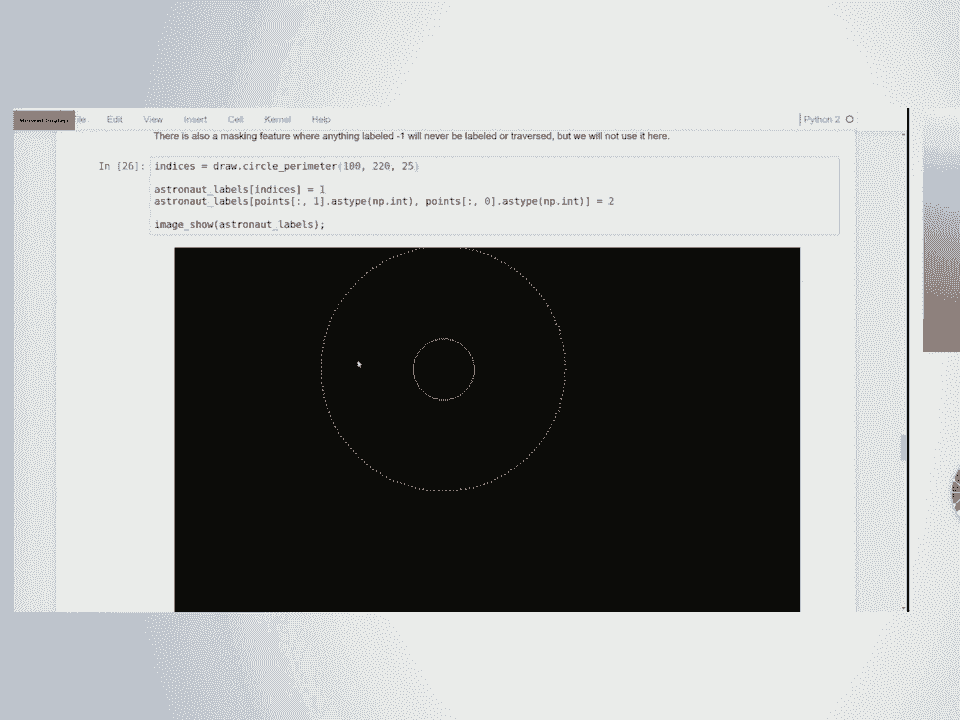 Edit View Insert Cell Kernel Help Python 2
There is also a masking feature where anything labeled -1 will never be labeled or traversed, but we will not use it here.
In [26]: indices = draw.circle_perimeter(100, 220, 25)
astronaut_labels[indices] = 1
astronaut_labels[points[:, 1].astype(np.int), points[:, 0].astype(np.int)] = 2
image_show(astronaut_labels);